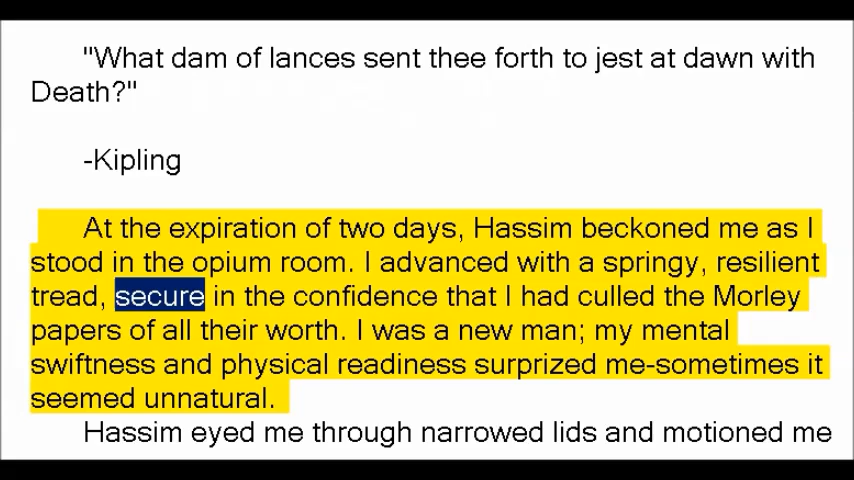 "What dam of lances sent thee forth to jest at dawn with
Death?"
-Kipling
At the expiration of two days, Hassim beckoned me as I
stood in the opium room. I advanced with a springy, resilient
tread, secure in the confidence that I had culled the Morley
papers of all their worth. I was a new man; my mental
swiftness and physical readiness surprized me-sometimes it
seemed unnatural.
Hassim eyed me through narrowed lids and motioned me